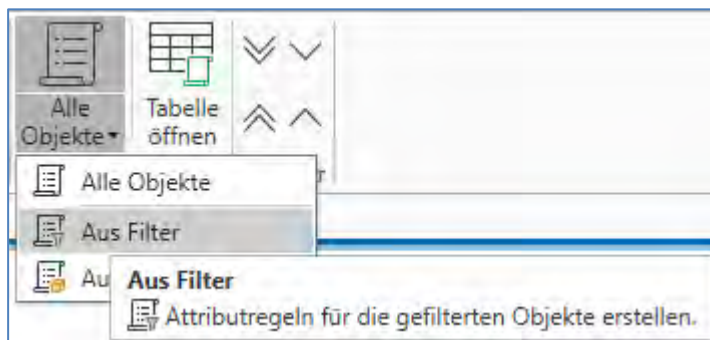 Alle
Objekte
Tabelle
öffnen
Alle Objekte
Aus Filter
Au
Aus Filter
Attributregeln für die gefilterten Objekte erstellen.